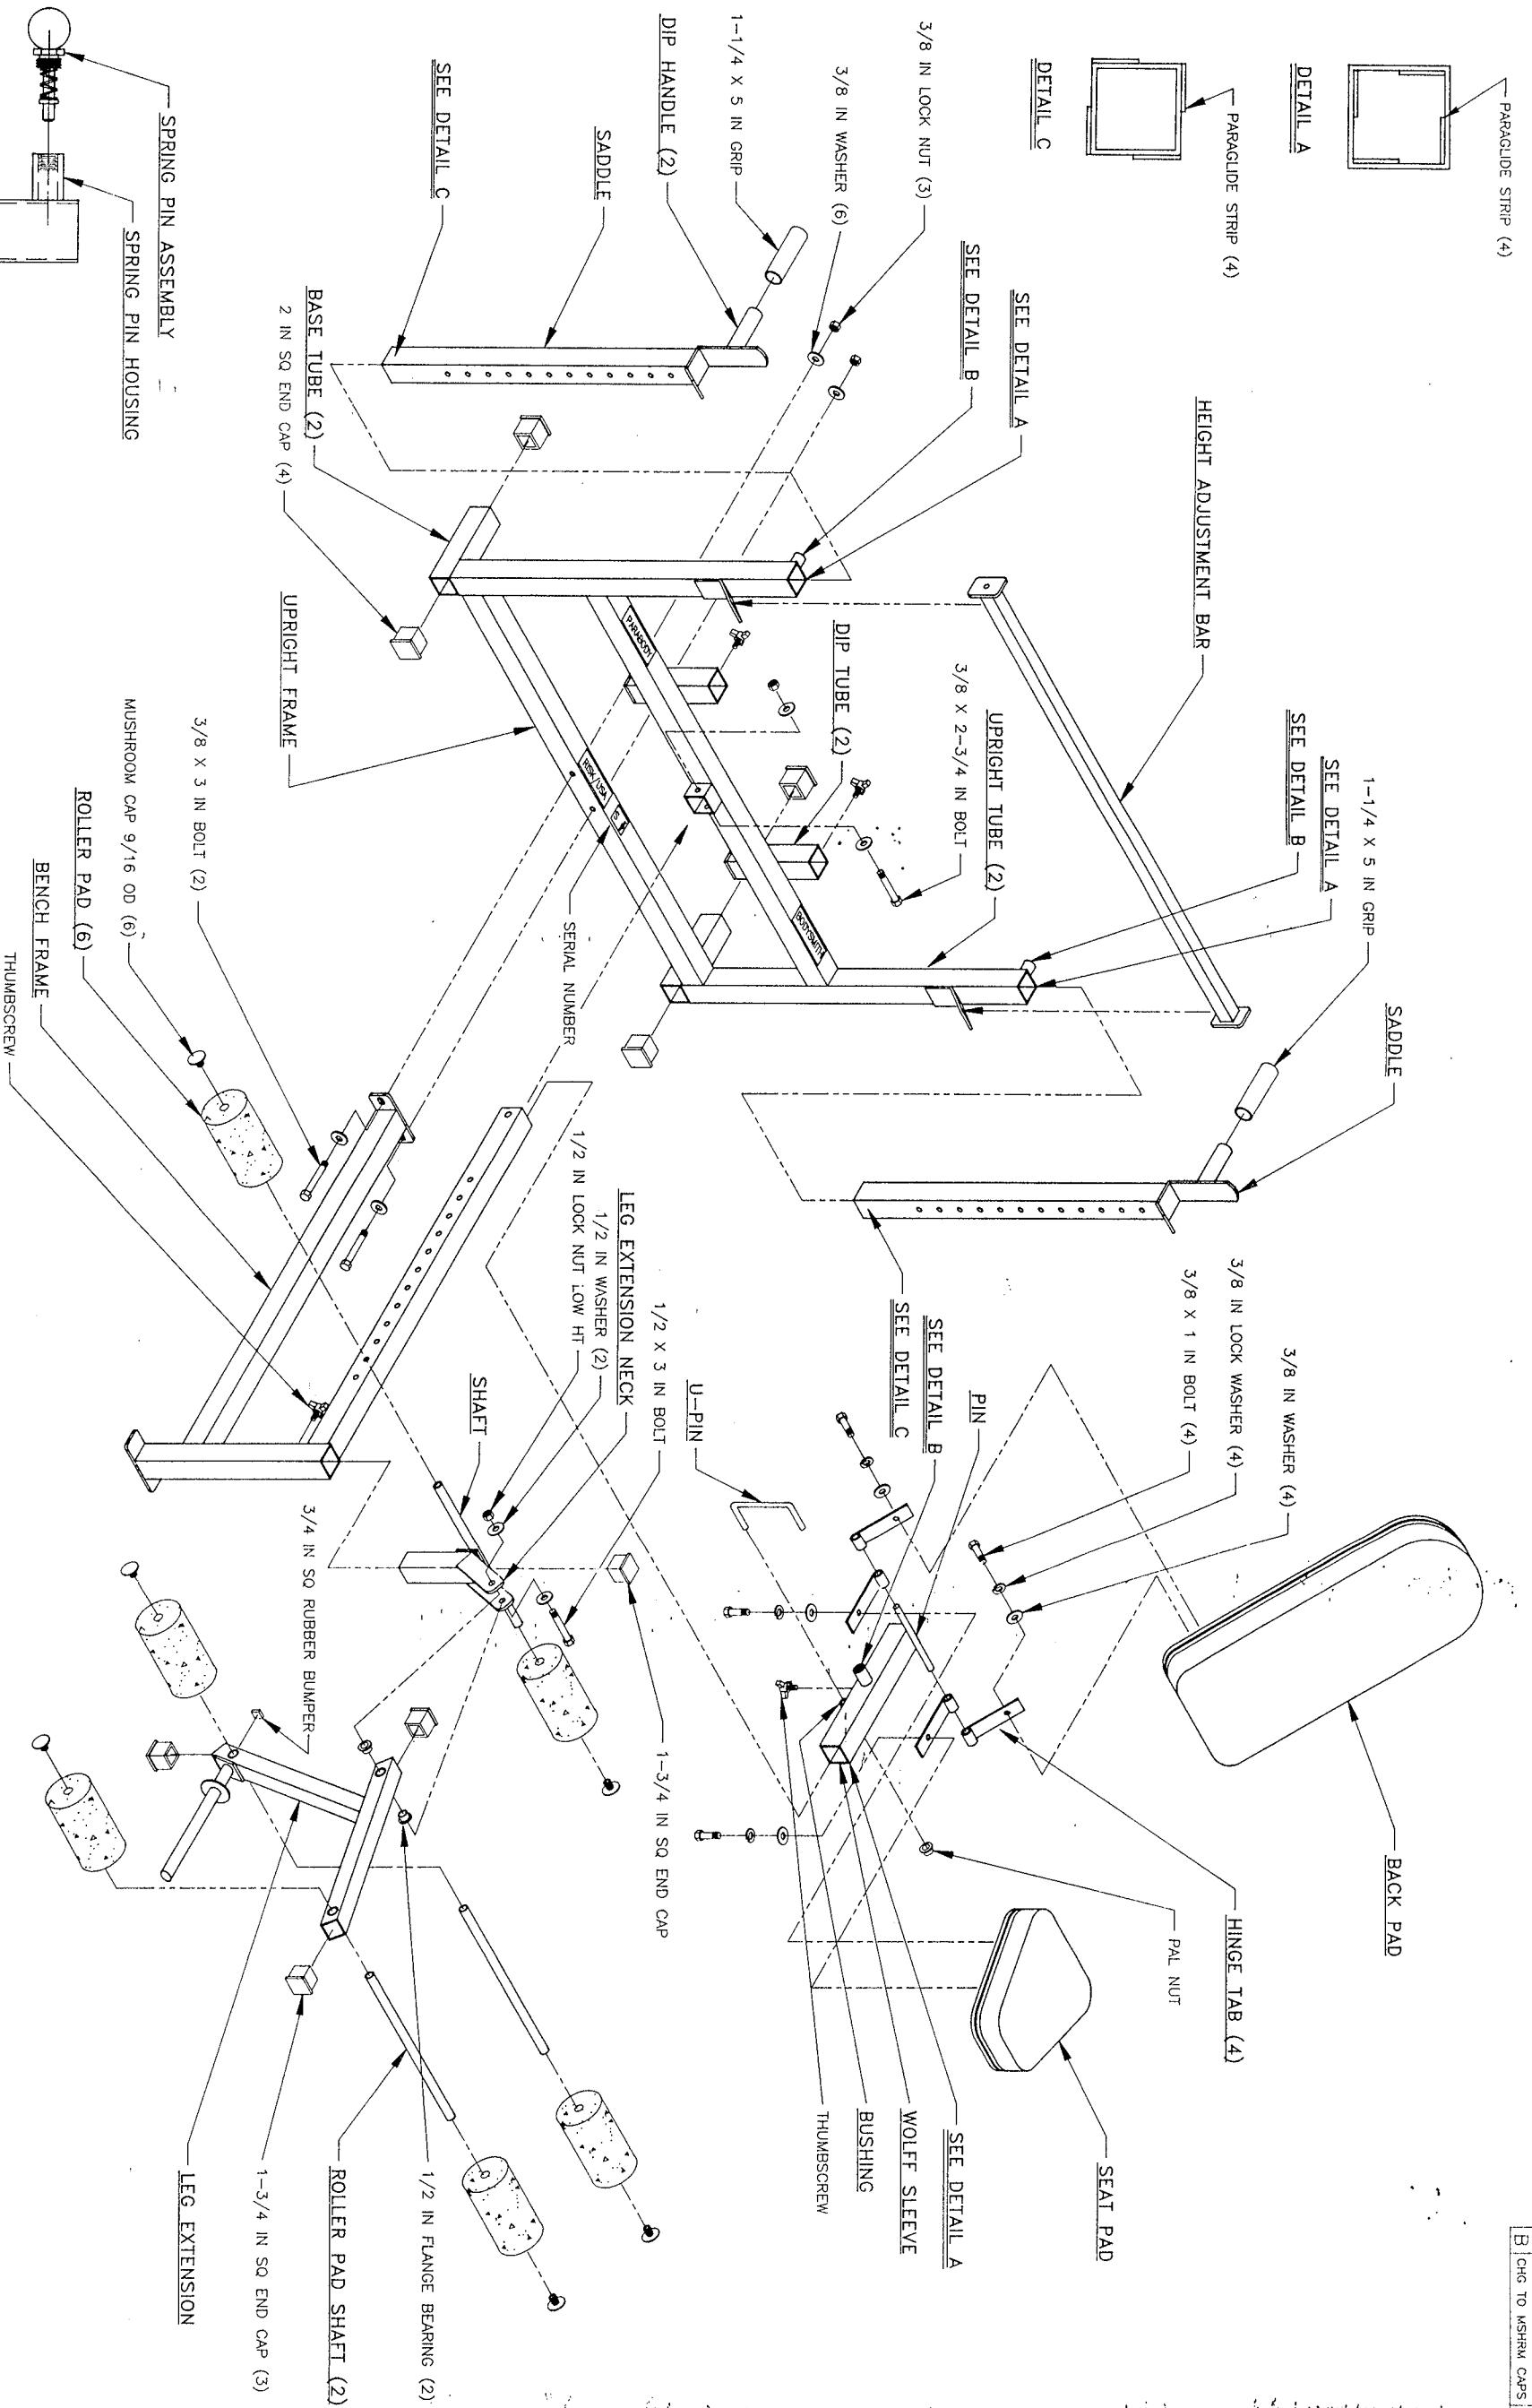 PARAGLIDE STRIP (4)
DETAIL A
PARAGLIDE STRIP (4)
DETAIL C
3/8 IN LOCK NUT (3)
3/8 IN WASHER (6)
1-1/4 X 5 IN GRIP
DIP HANDLE (2)
SADDLE
SEE DETAIL C
SEE DETAIL B
SEE DETAIL A
HEIGHT ADJUSTMENT BAR
SPRING PIN ASSEMBLY
SPRING PIN HOUSING
BASE TUBE (2)
2 IN SQ END CAP (4)
UPRIGHT FRAME
PARABODY
RISK/USA
S
BODYSMITH
DIP TUBE (2)
3/8 X 2-3/4 IN BOLT
UPRIGHT TUBE (2)
SERIAL NUMBER
SEE DETAIL B
SEE DETAIL A
1-1/4 X 5 IN GRIP
SADDLE
SEE DETAIL C
3/8 X 3 IN BOLT (2)
MUSHROOM CAP 9/16 OD (6)
ROLLER PAD (6)
BENCH FRAME
THUMBSCREW
1/2 IN LOCK NUT LOW HT
1/2 IN WASHER (2)
LEG EXTENSION NECK
1/2 X 3 IN BOLT
SHAFT
U-PIN
PIN
SEE DETAIL B
3/8 X 1 IN BOLT (4)
3/8 IN LOCK WASHER (4)
3/8 IN WASHER (4)
BACK PAD
HINGE TAB (4)
PAL NUT
SEAT PAD
SEE DETAIL A
WOLFF SLEEVE
BUSHING
THUMBSCREW
1-3/4 IN SQ END CAP
3/4 IN SQ RUBBER BUMPER
1/2 IN FLANGE BEARING (2)
ROLLER PAD SHAFT (2)
1-3/4 IN SQ END CAP (3)
LEG EXTENSION
B CHG TO MSHRM CAPS